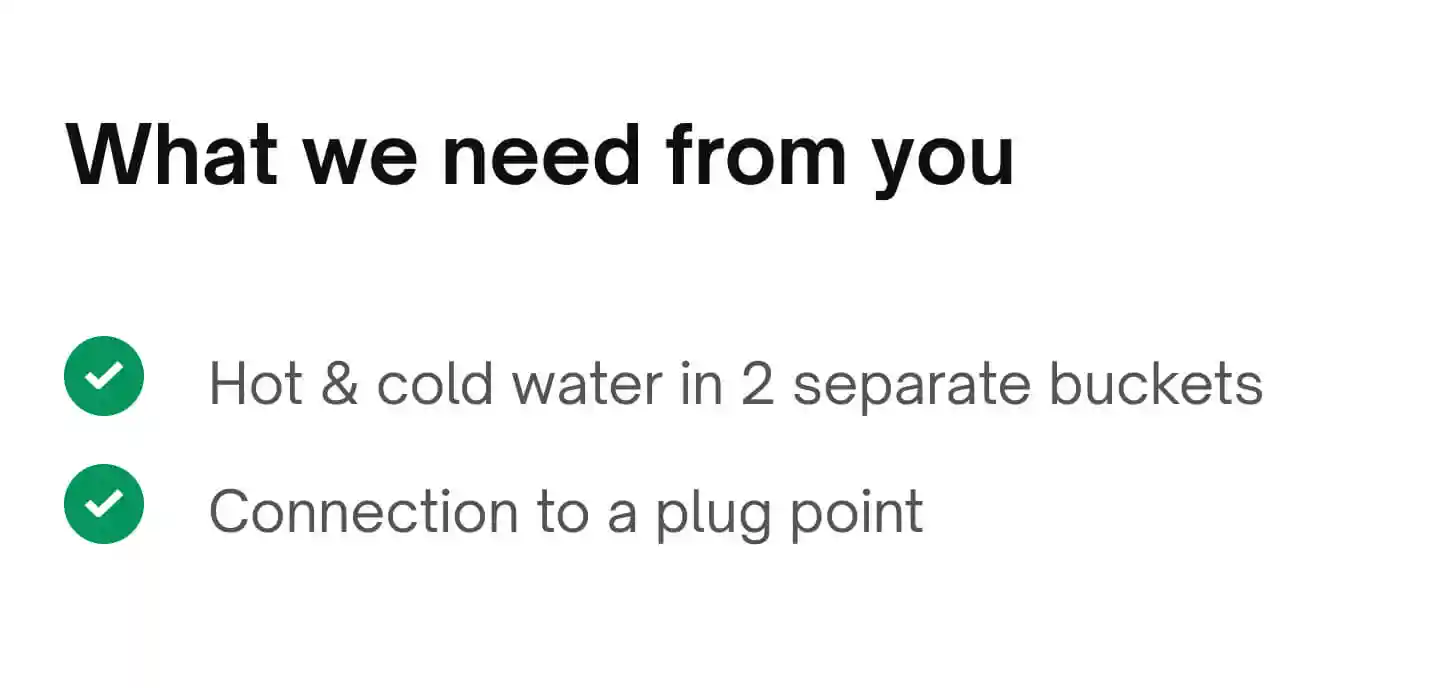 What we need from you
Hot & cold water in 2 separate buckets
Connection to a plug point